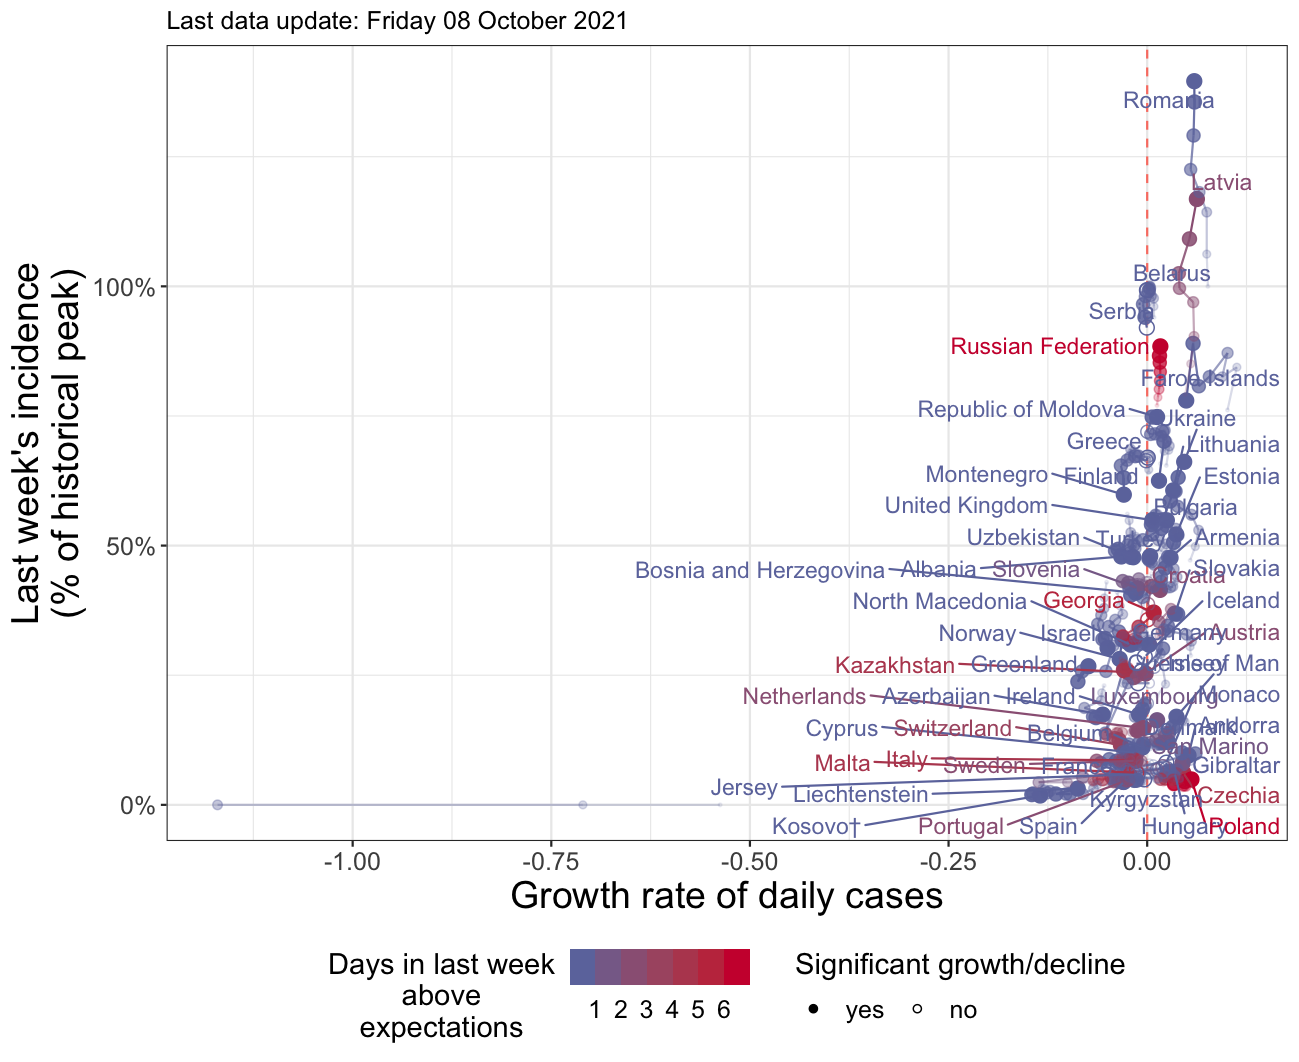 Last data update: Friday 08 October 2021
Last week's incidence
(% of historical peak)
100%
50%
0%
Romania
Latvia
Belarus
Serbia
Russian Federation
Faroe Islands
Republic of Moldova
Ukraine
Greece
Lithuania
Montenegro
Finland
Estonia
United Kingdom
Bulgaria
Uzbekistan
Turkey
Armenia
Bosnia and Herzegovina
Albania
Slovenia
Croatia
Slovakia
North Macedonia
Georgia
Iceland
Norway
Israel
Germany
Austria
Kazakhstan
Greenland
Isle of Man
Netherlands
Azerbaijan
Ireland
Luxembourg
Monaco
Cyprus
Switzerland
Belgium
Denmark
Andorra
San Marino
Malta
Italy
Sweden
France
Gibraltar
Jersey
Liechtenstein
Kyrgyzstan
Czechia
Kosovo†
Portugal
Spain
Hungary
Poland
-1.00
-0.75
-0.50
-0.25
0.00
Growth rate of daily cases
Days in last week
above
expectations
1 2 3 4 5 6
Significant growth/decline
yes
no